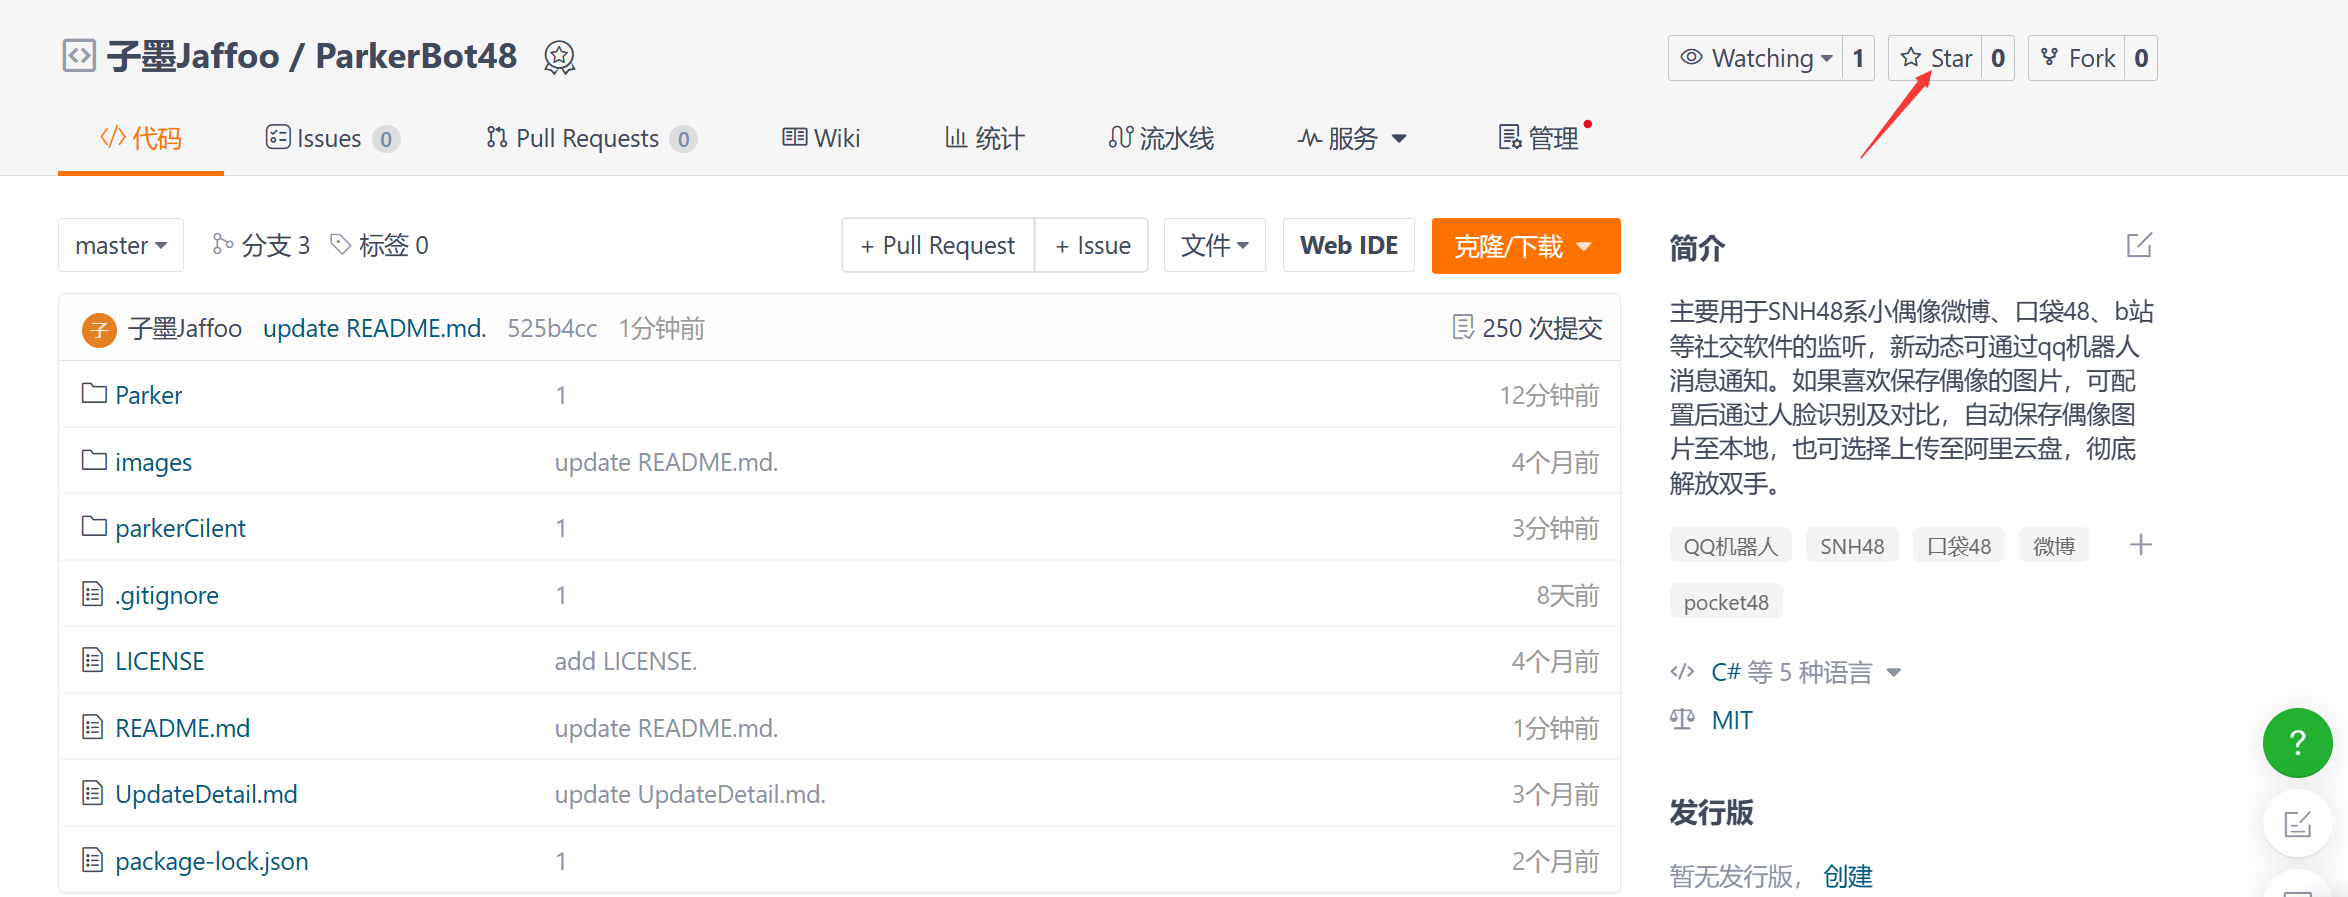 子墨Jaffoo / ParkerBot48
Watching 1 Star 0 Fork 0
代码 Issues 0 Pull Requests 0 Wiki 统计 流水线 服务 管理
master 分支 3 标签 0 + Pull Request + Issue 文件 Web IDE 克隆/下载
子 子墨Jaffoo update README.md. 525b4cc 1分钟前 250 次提交
Parker 1 12分钟前
images update README.md. 4个月前
parkerCilent 1 3分钟前
.gitignore 1 8天前
LICENSE add LICENSE. 4个月前
README.md update README.md. 1分钟前
UpdateDetail.md update UpdateDetail.md. 3个月前
package-lock.json 1 2个月前
简介
主要用于SNH48系小偶像微博、口袋48、b站
等社交软件的监听，新动态可通过qq机器人
消息通知。如果喜欢保存偶像的图片，可配
置后通过人脸识别及对比，自动保存偶像图
片至本地，也可选择上传至阿里云盘，彻底
解放双手。
QQ机器人 SNH48 口袋48 微博
pocket48
C# 等 5 种语言
MIT
?
发行版
暂无发行版， 创建